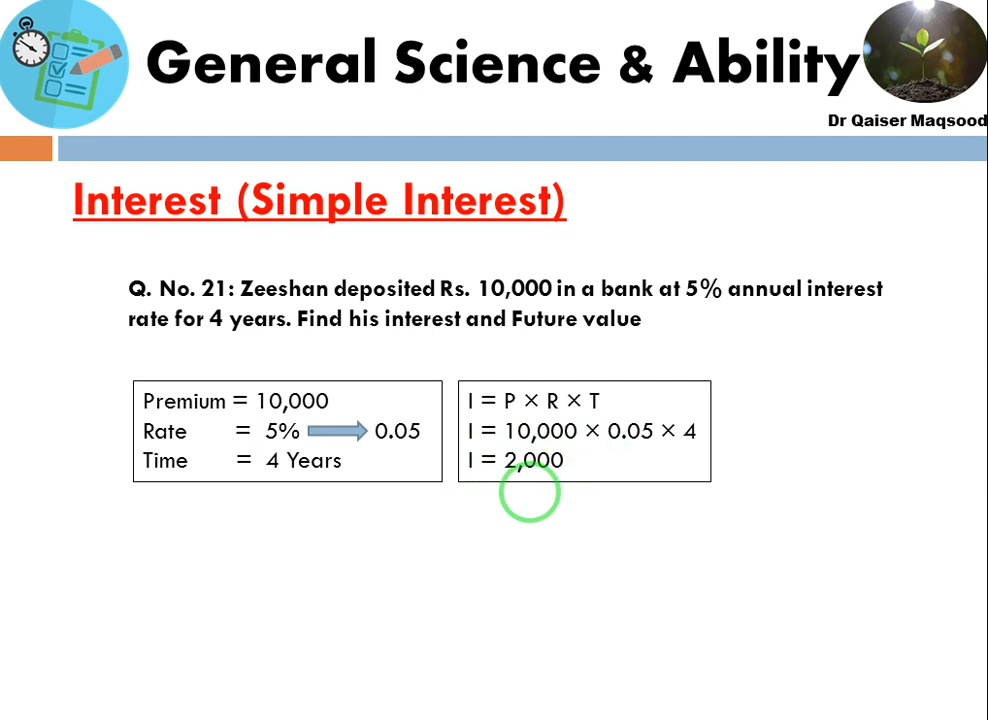 General Science & Ability
Dr Qaiser Maqsood
Interest (Simple Interest)
Q. No. 21: Zeeshan deposited Rs. 10,000 in a bank at 5% annual interest
rate for 4 years. Find his interest and Future value
Premium = 10,000
Rate = 5% 0.05
Time = 4 Years
I = P × R × T
I = 10,000 × 0.05 × 4
I = 2,000